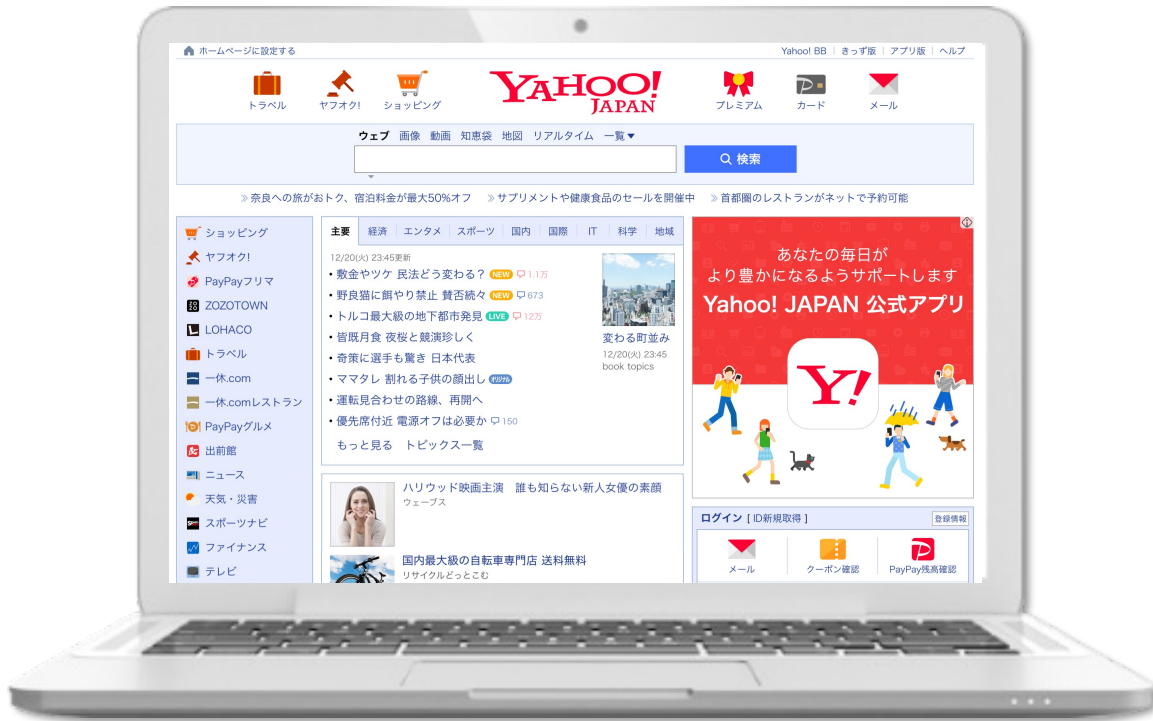 ホームページに設定する
Yahoo! BB きっず版 アプリ版 ヘルプ
トラベル ヤフオク! ショッピング YAHOO! JAPAN プレミアム カード メール
ウェブ 画像 動画 知恵袋 地図 リアルタイム 一覧▼
検索
≫奈良への旅がおトク、宿泊料金が最大50%オフ ≫サプリメントや健康食品のセールを開催中 ≫首都圏のレストランがネットで予約可能
ショッピング
ヤフオク!
PayPayフリマ
ZOZOTOWN
LOHACO
トラベル
一休.com
一休.comレストラン
PayPayグルメ
出前館
ニュース
天気・災害
スポーツナビ
ファイナンス
テレビ
主要 経済 エンタメ スポーツ 国内 国際 IT 科学 地域
12/20(火) 23:45更新
・敷金やツケ 民法どう変わる? NEW 1.1万
・野良猫に餌やり禁止 賛否続々 NEW 673
・トルコ最大級の地下都市発見 LIVE 12万
・皆既月食 夜桜と競演珍しく
・奇策に選手も驚き 日本代表
・ママタレ 割れる子供の顔出し オリジナル
・運転見合わせの路線、再開へ
・優先席付近 電源オフは必要か 150
もっと見る トピックス一覧
変わる町並み
12/20(火) 23:45
book topics
ハリウッド映画主演 誰も知らない新人女優の素顔
ウェーブス
国内最大級の自転車専門店 送料無料
リサイクルどっとこむ
あなたの毎日が
より豊かになるようサポートします
Yahoo! JAPAN 公式アプリ
Y!
ログイン [ ID新規取得 ] 登録情報
メール クーポン確認 PayPay残高確認